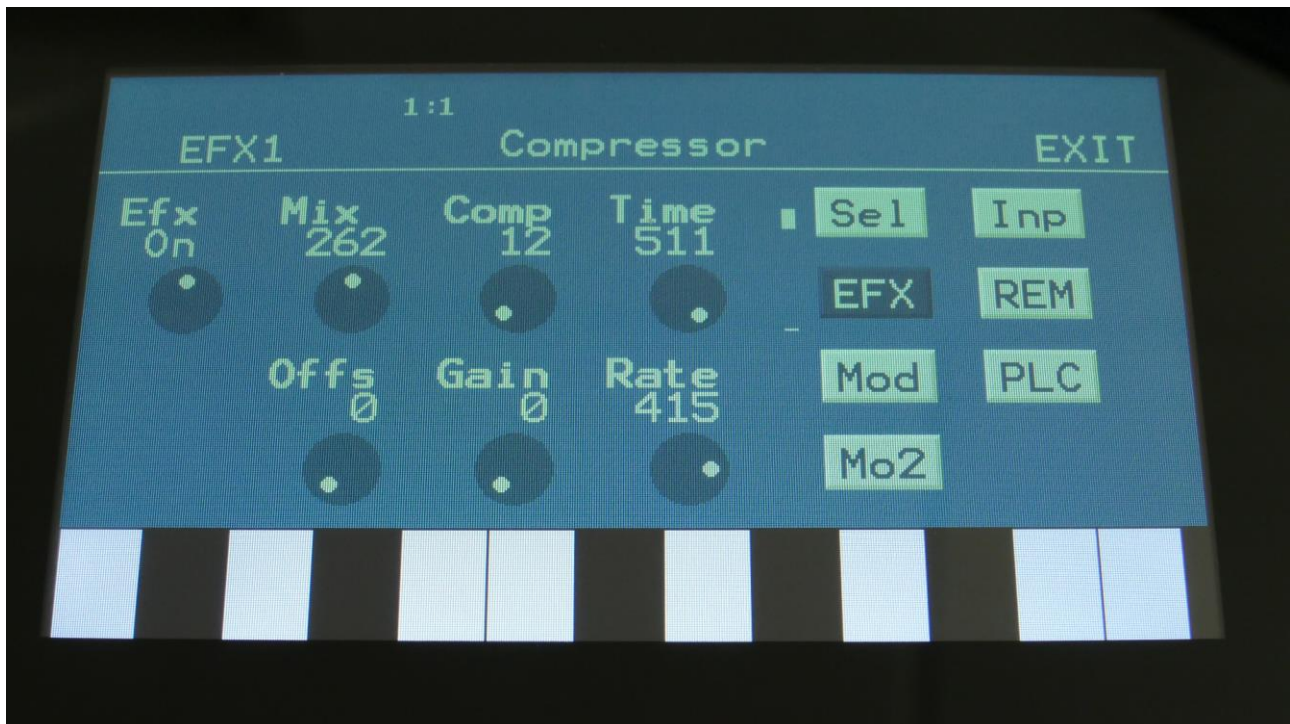 1:1
EFX1 Compressor EXIT
Efx Mix Comp Time Sel Inp
On 262 12 511
EFX REM
Offs Gain Rate Mod PLC
0 0 415
Mo2